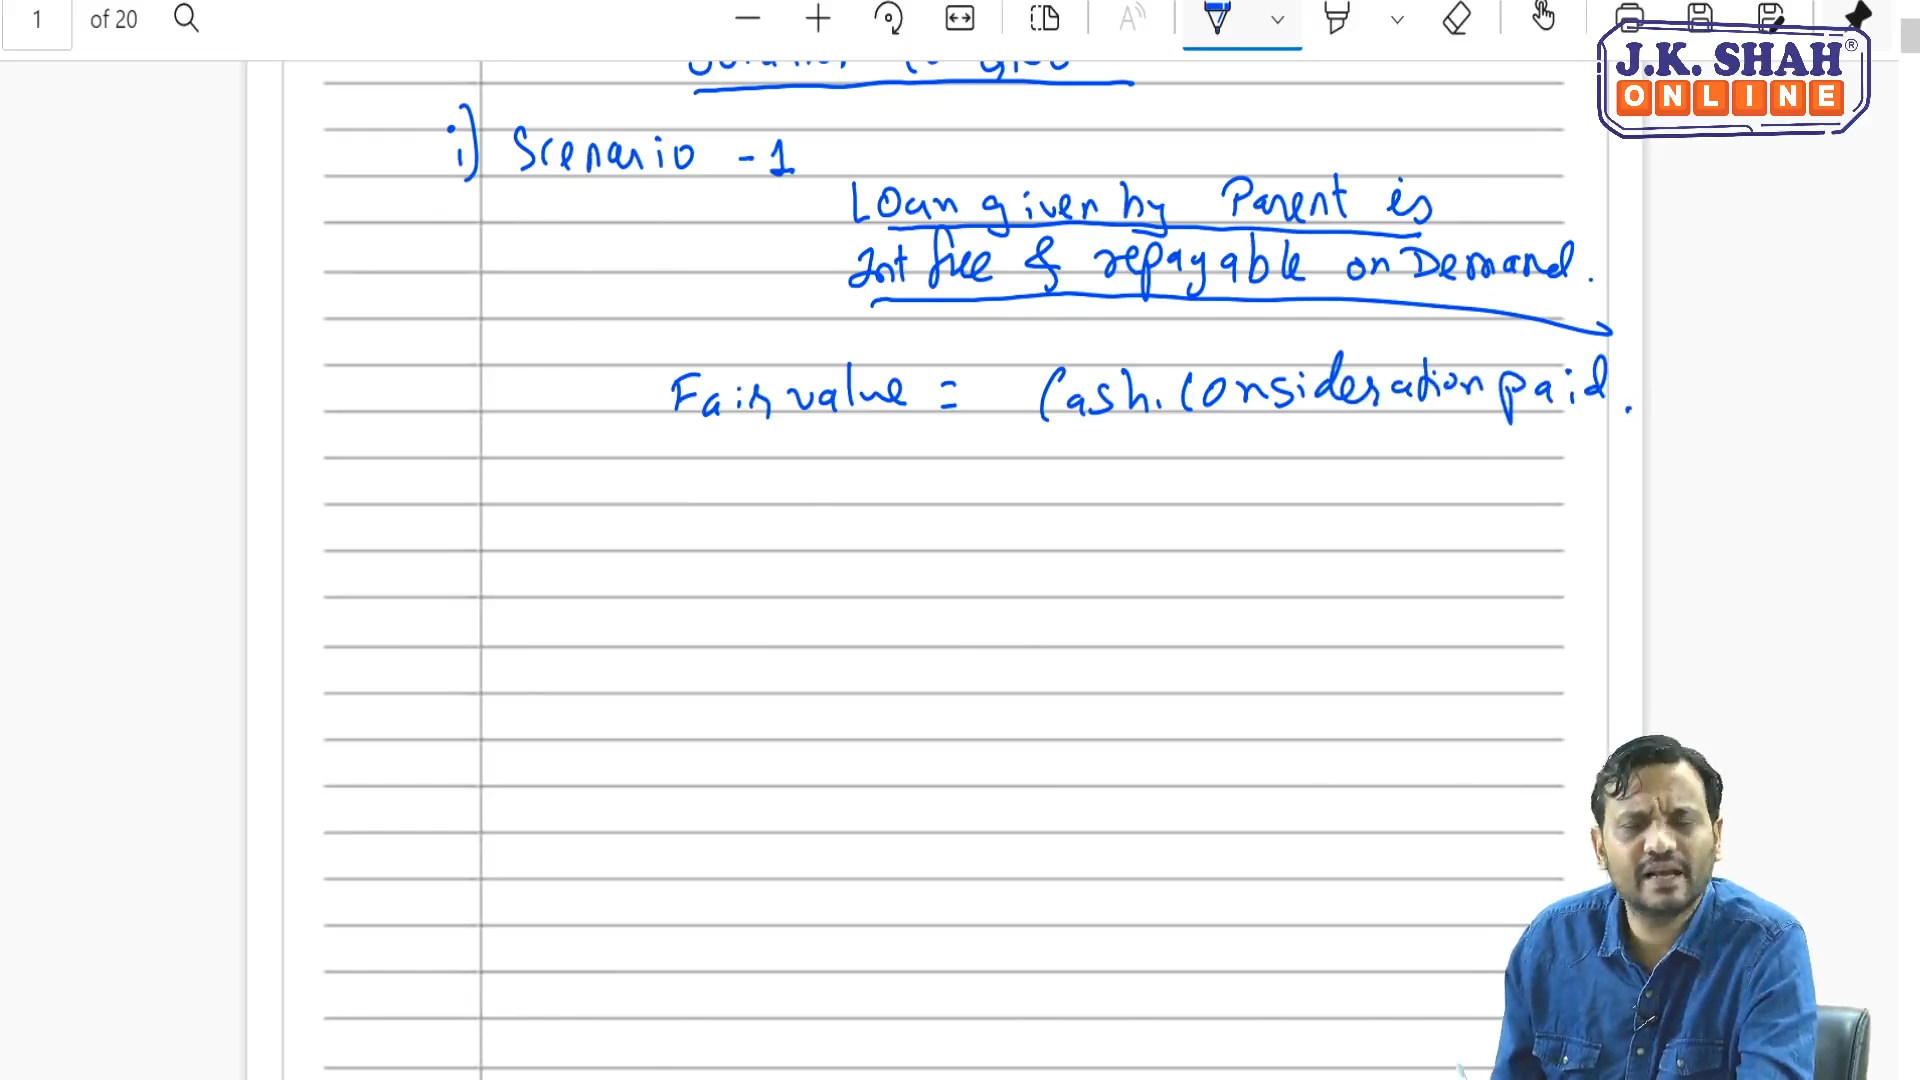 1 of 20
J.K. SHAH®
ONLINE
i) Scenario - 1
Loan given by Parent is
Int free & repayable on Demand.
Fair value = Cash. Consideration paid.